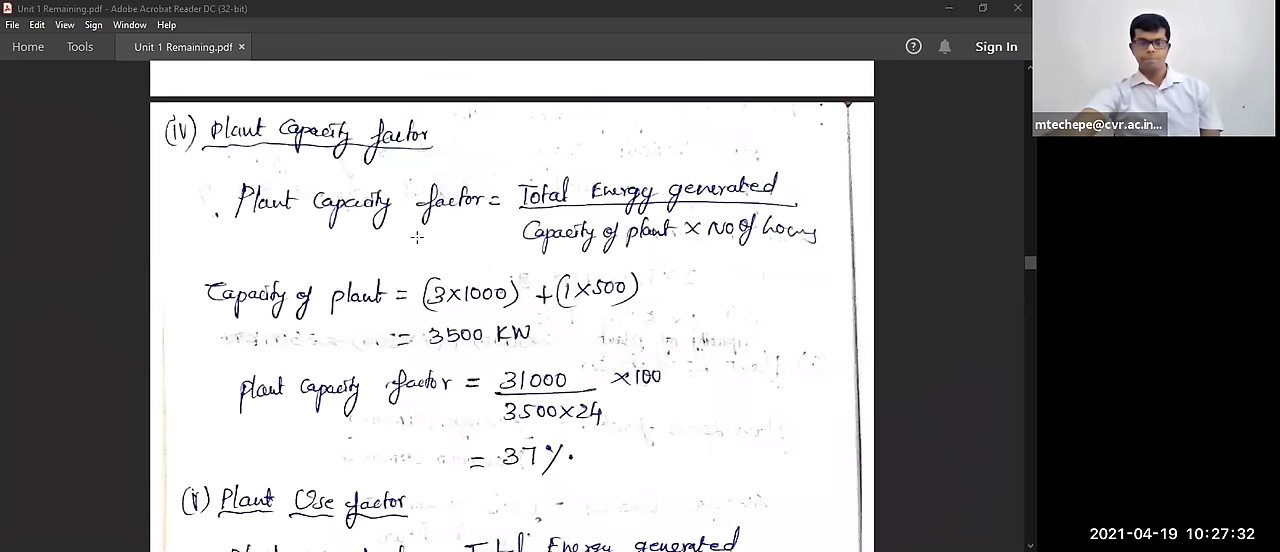 Unit 1 Remaining.pdf - Adobe Acrobat Reader DC (32-bit)
File Edit View Sign Window Help
Home Tools Unit 1 Remaining.pdf × Sign In
mtechepe@cvr.ac.in...
(iv) Plant Capacity factor
Plant Capacity factor = Total Energy generated
Capacity of plant × No of hours
Capacity of plant = (3×1000) + (1×500)
= 3500 KW
plant capacity factor = 31000 ×100
3500×24
= 37%.
(v) Plant Use factor
Energy generated
2021-04-19 10:27:32